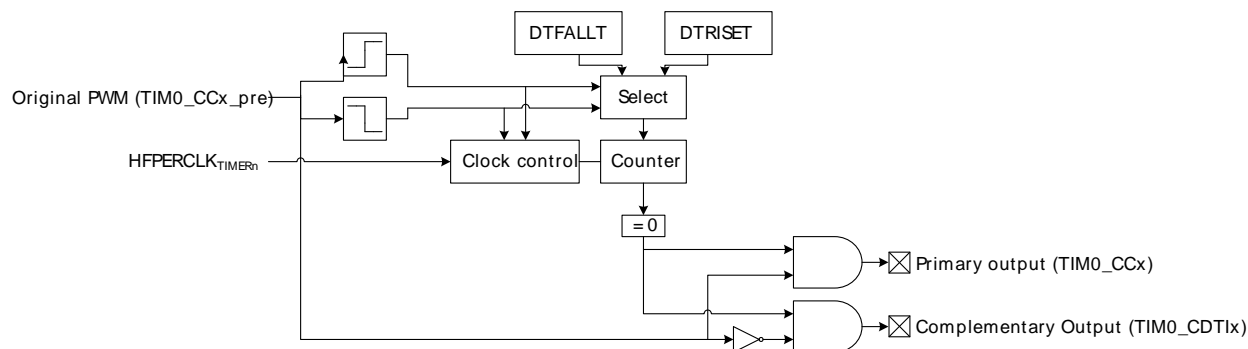 DTFALLT
DTRISET
Original PWM (TIM0_CCx_pre)
Select
HFPERCLKTIMERn
Clock control
Counter
= 0
Primary output (TIM0_CCx)
Complementary Output (TIM0_CDTIx)